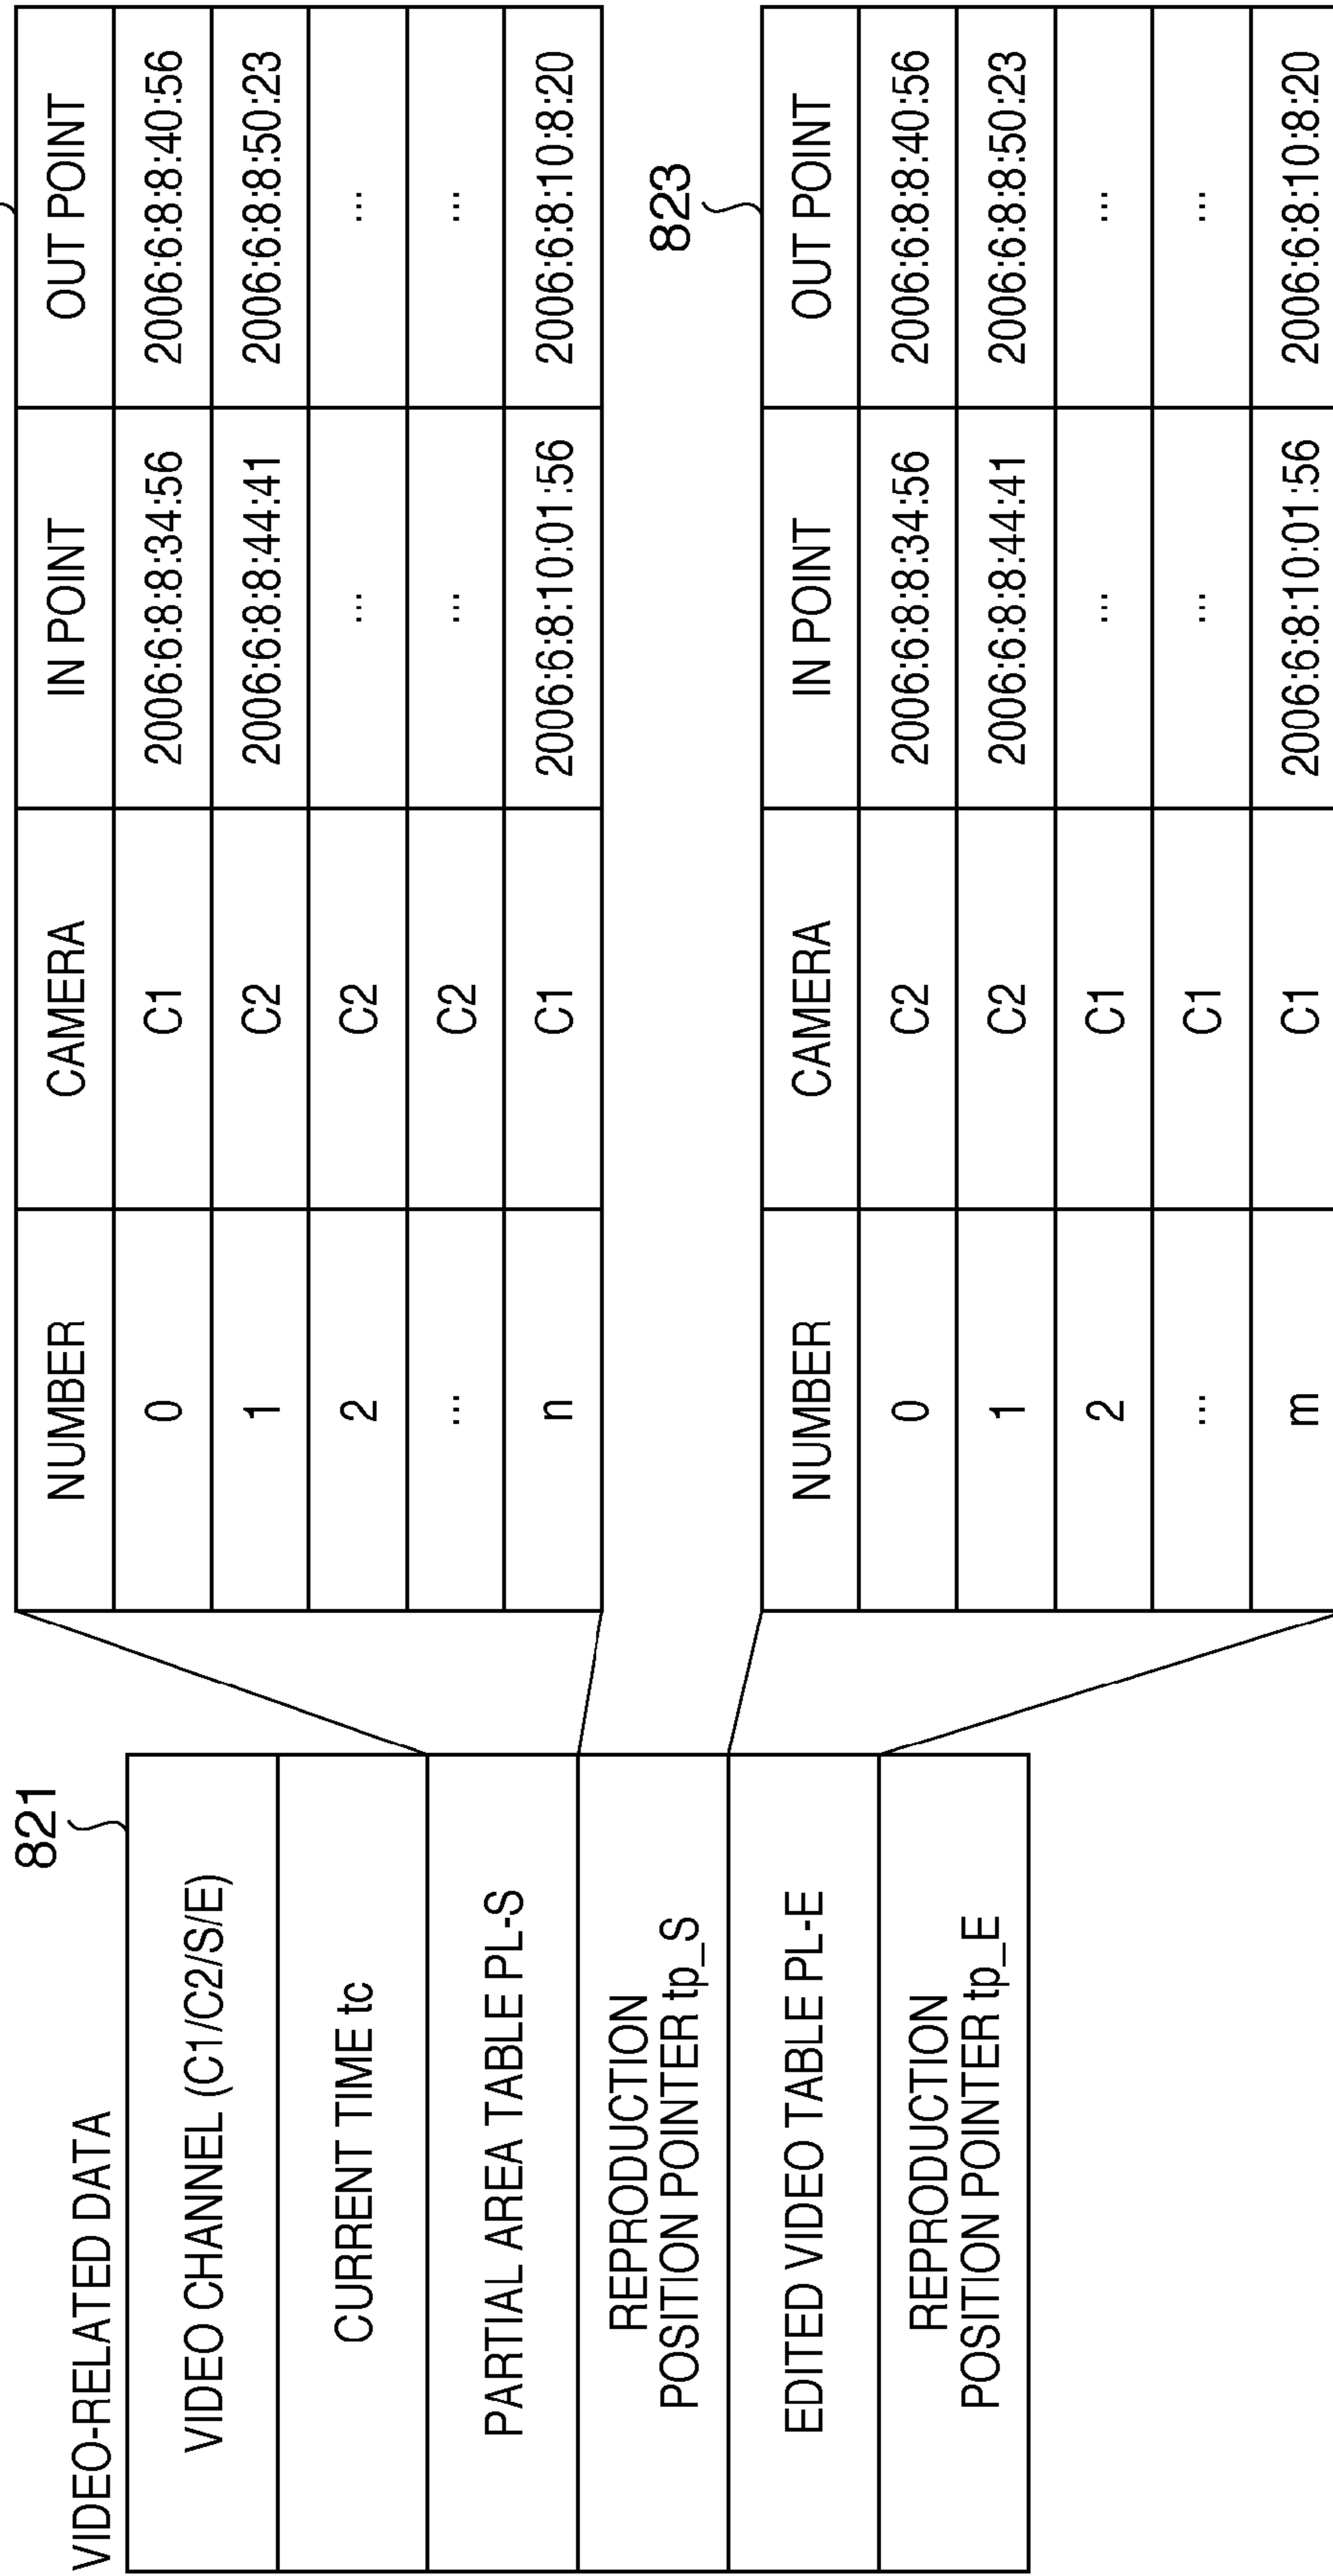 VIDEO-RELATED DATA
821
VIDEO CHANNEL (C1/C2/S/E)
CURRENT TIME tc
PARTIAL AREA TABLE PL-S
REPRODUCTION
POSITION POINTER tp_S
EDITED VIDEO TABLE PL-E
REPRODUCTION
POSITION POINTER tp_E
NUMBER CAMERA IN POINT OUT POINT
0 C1 2006:6:8:8:34:56 2006:6:8:8:40:56
1 C2 2006:6:8:8:44:41 2006:6:8:8:50:23
2 C2 ... ...
... C2 ... ...
n C1 2006:6:8:10:01:56 2006:6:8:10:8:20
823
NUMBER CAMERA IN POINT OUT POINT
0 C2 2006:6:8:8:34:56 2006:6:8:8:40:56
1 C2 2006:6:8:8:44:41 2006:6:8:8:50:23
2 C1 ... ...
... C1 ... ...
m C1 2006:6:8:10:01:56 2006:6:8:10:8:20